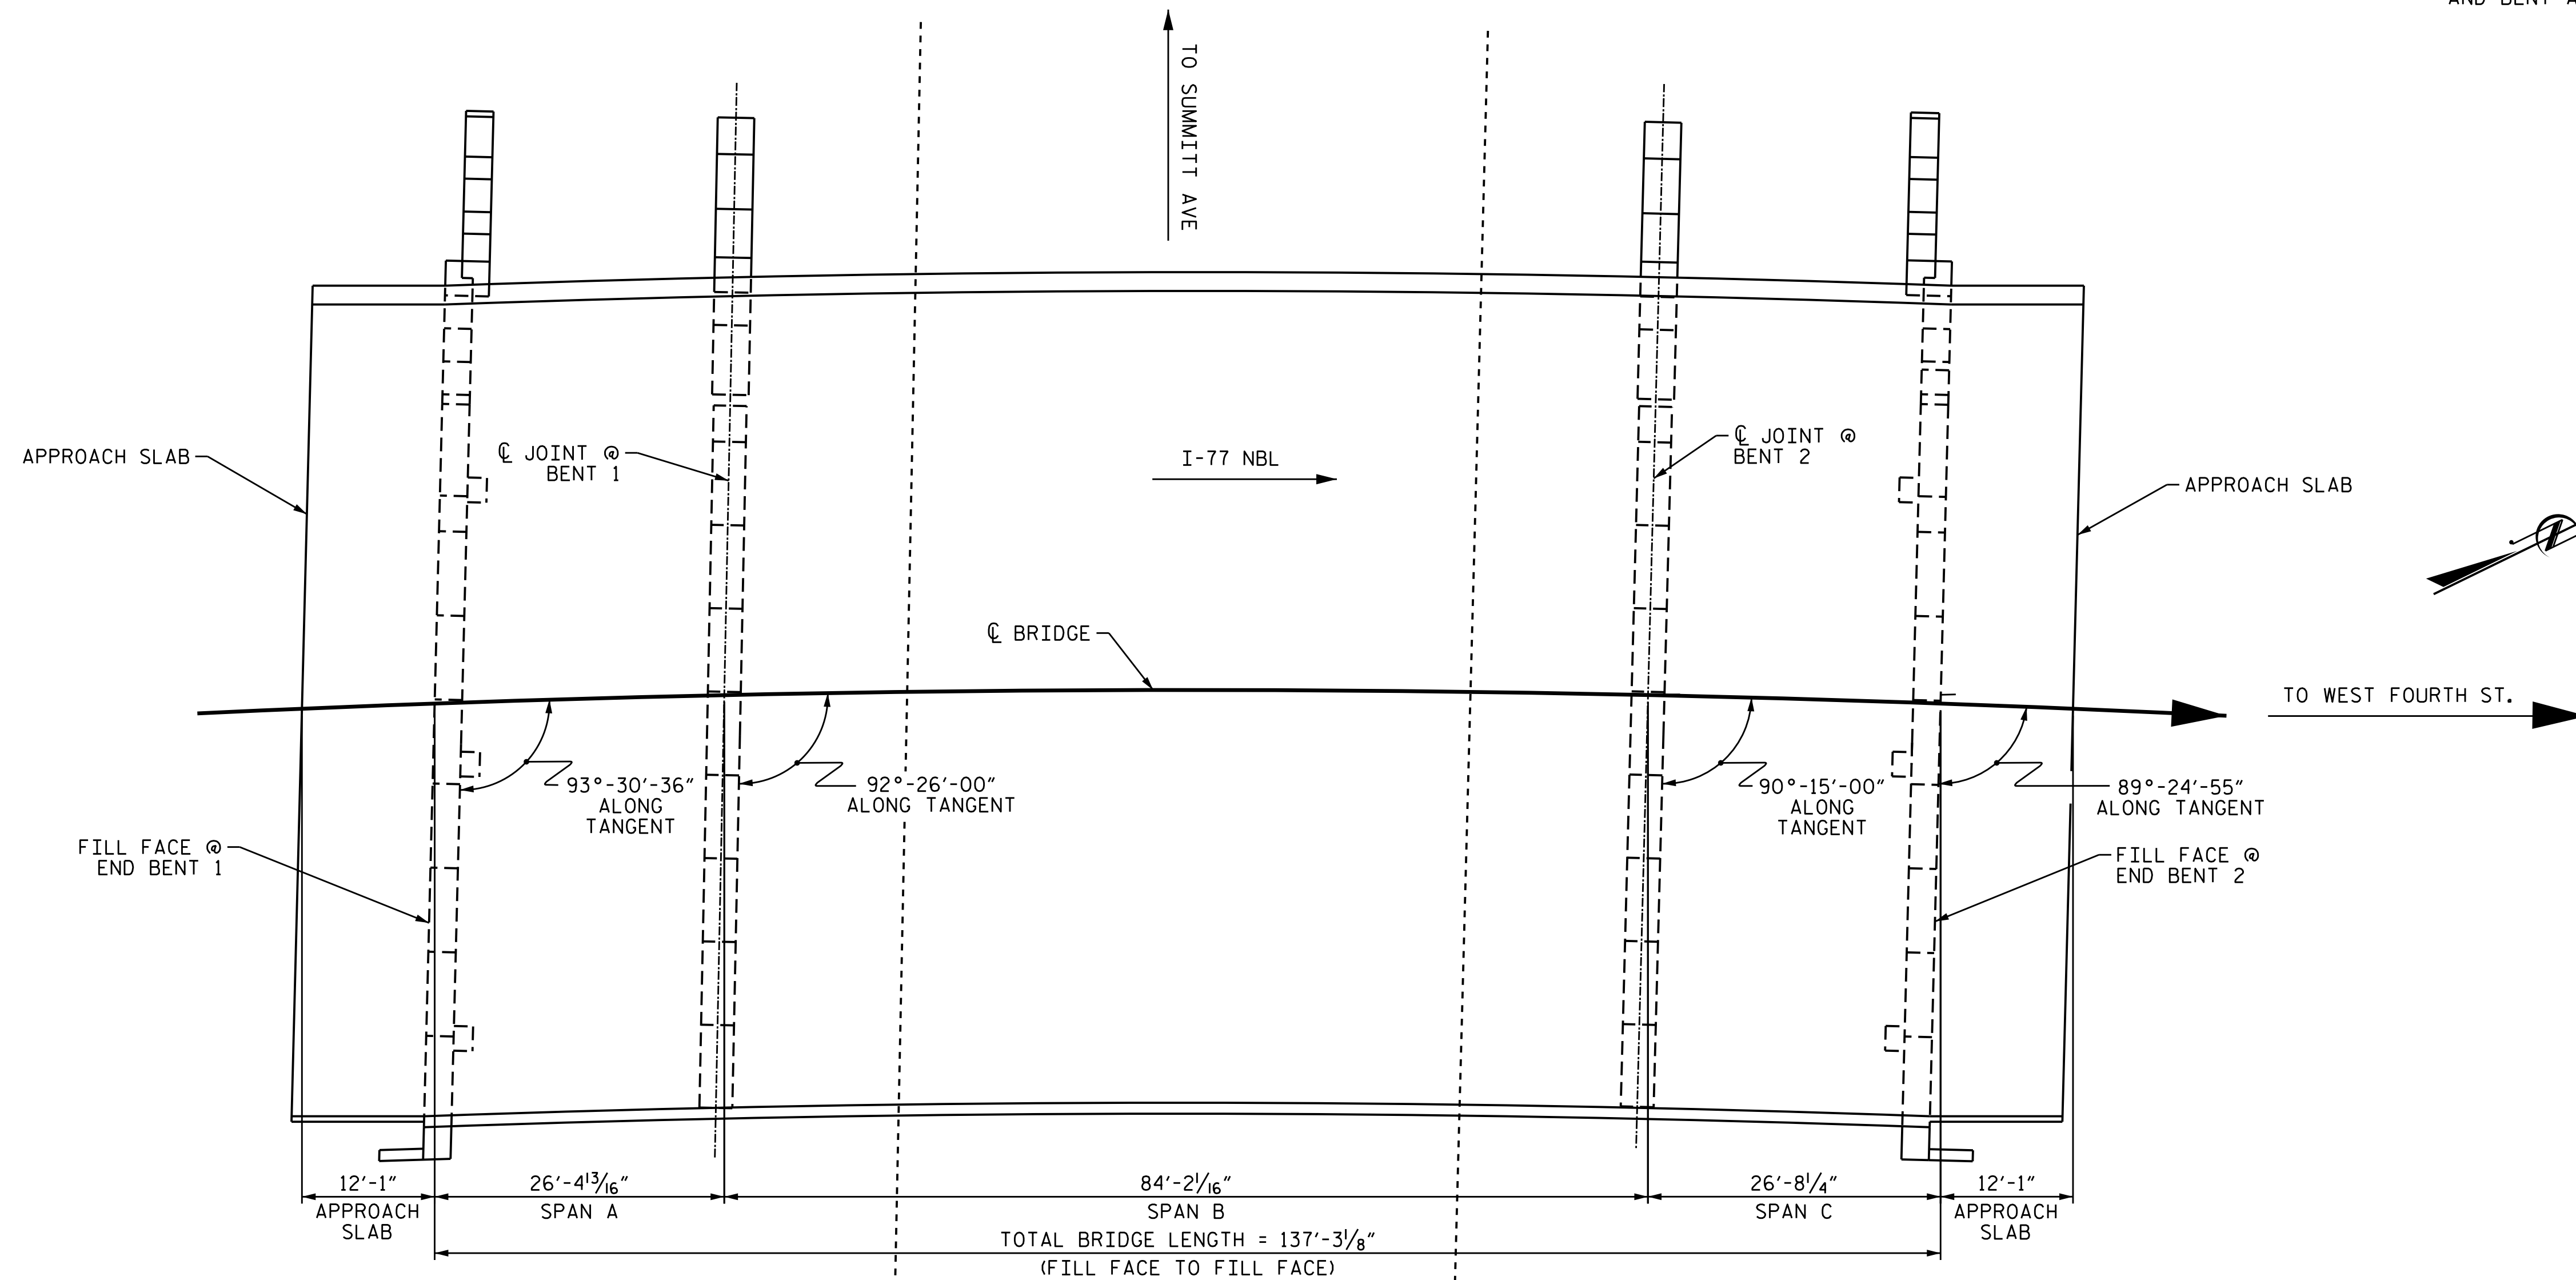 AND BENT A
TO SUMMITT AVE
APPROACH SLAB
℄ JOINT @
BENT 1
I-77 NBL
℄ JOINT @
BENT 2
APPROACH SLAB
℄ BRIDGE
TO WEST FOURTH ST.
93°-30'-36"
ALONG
TANGENT
92°-26'-00"
ALONG TANGENT
90°-15'-00"
ALONG
TANGENT
89°-24'-55"
ALONG TANGENT
FILL FACE @
END BENT 1
FILL FACE @
END BENT 2
12'-1"
APPROACH
SLAB
26'-4 13/16"
SPAN A
84'-2 1/16"
SPAN B
26'-8 1/4"
SPAN C
12'-1"
APPROACH
SLAB
TOTAL BRIDGE LENGTH = 137'-3 1/8"
(FILL FACE TO FILL FACE)